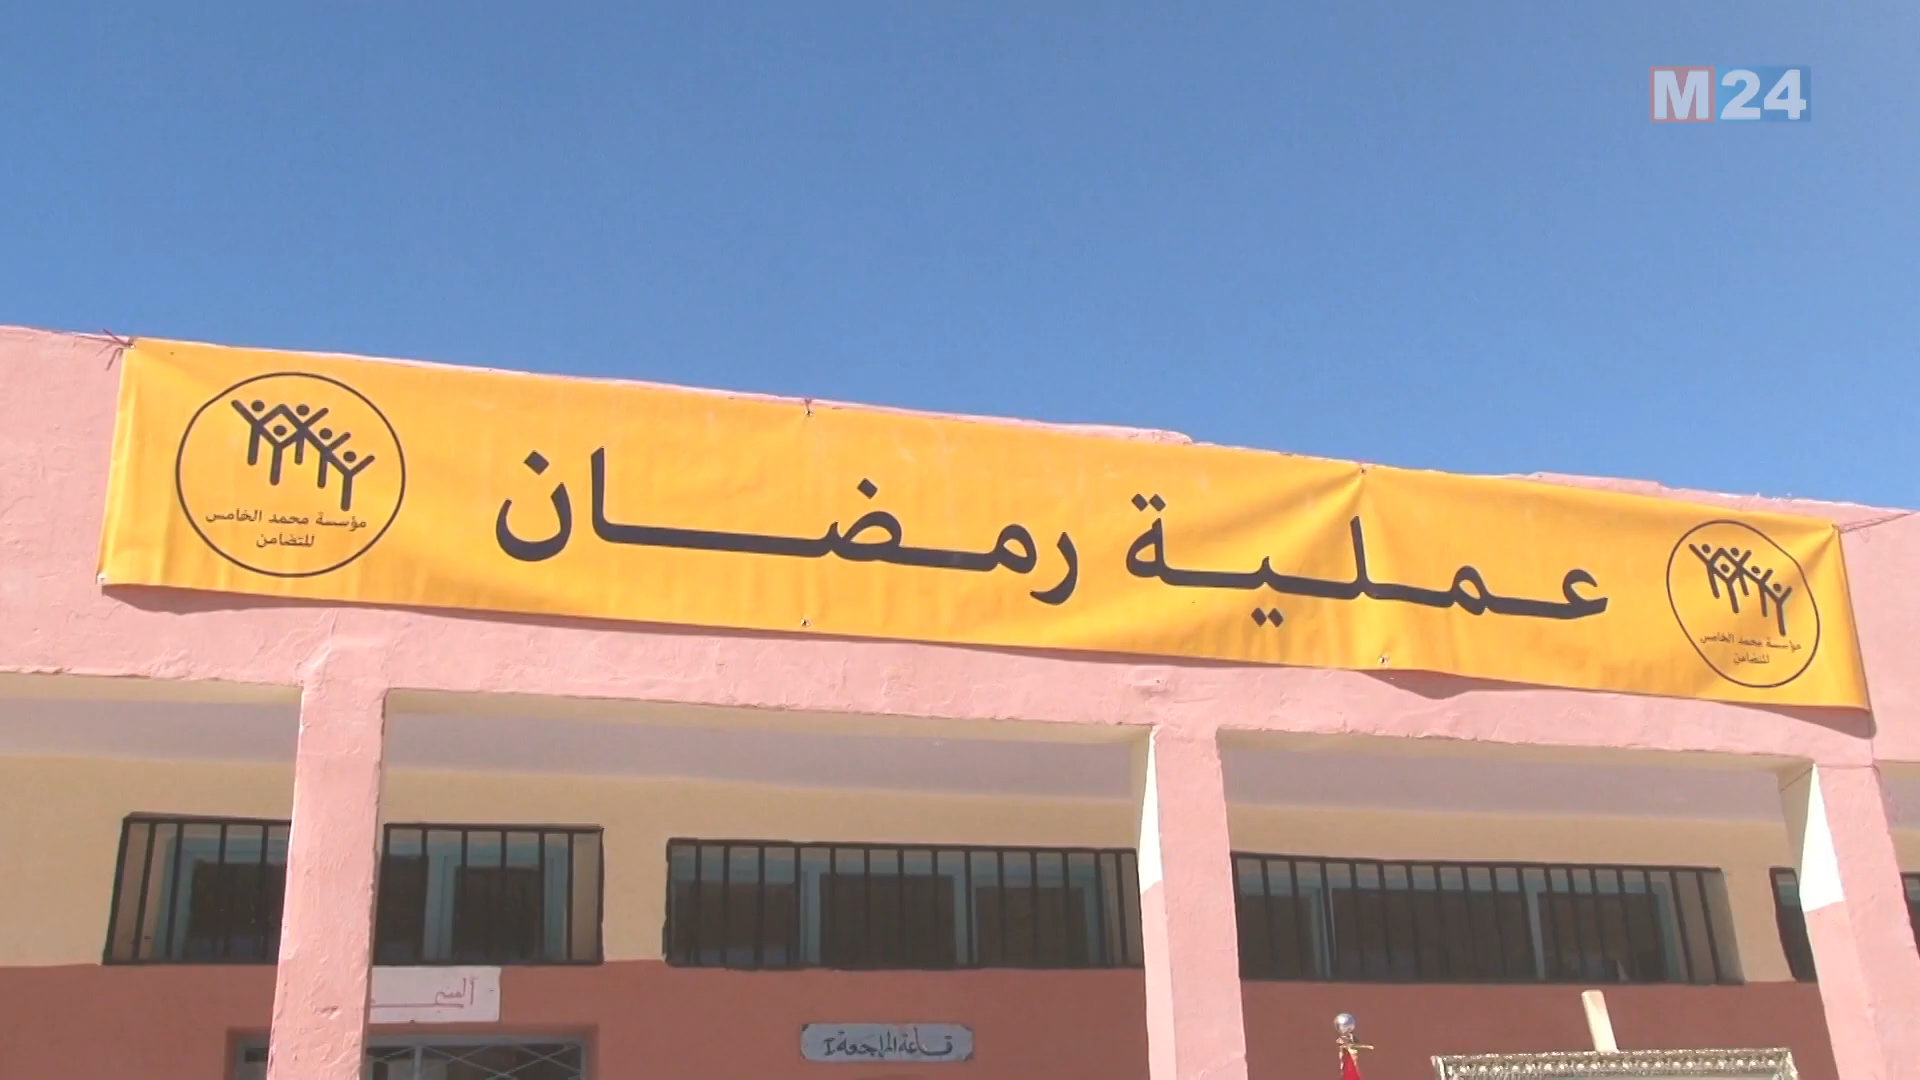 M24
عملية رمضان
مؤسسة محمد الخامس
للتضامن
مؤسسة محمد الخامس
للتضامن
قاعة المراجعة I